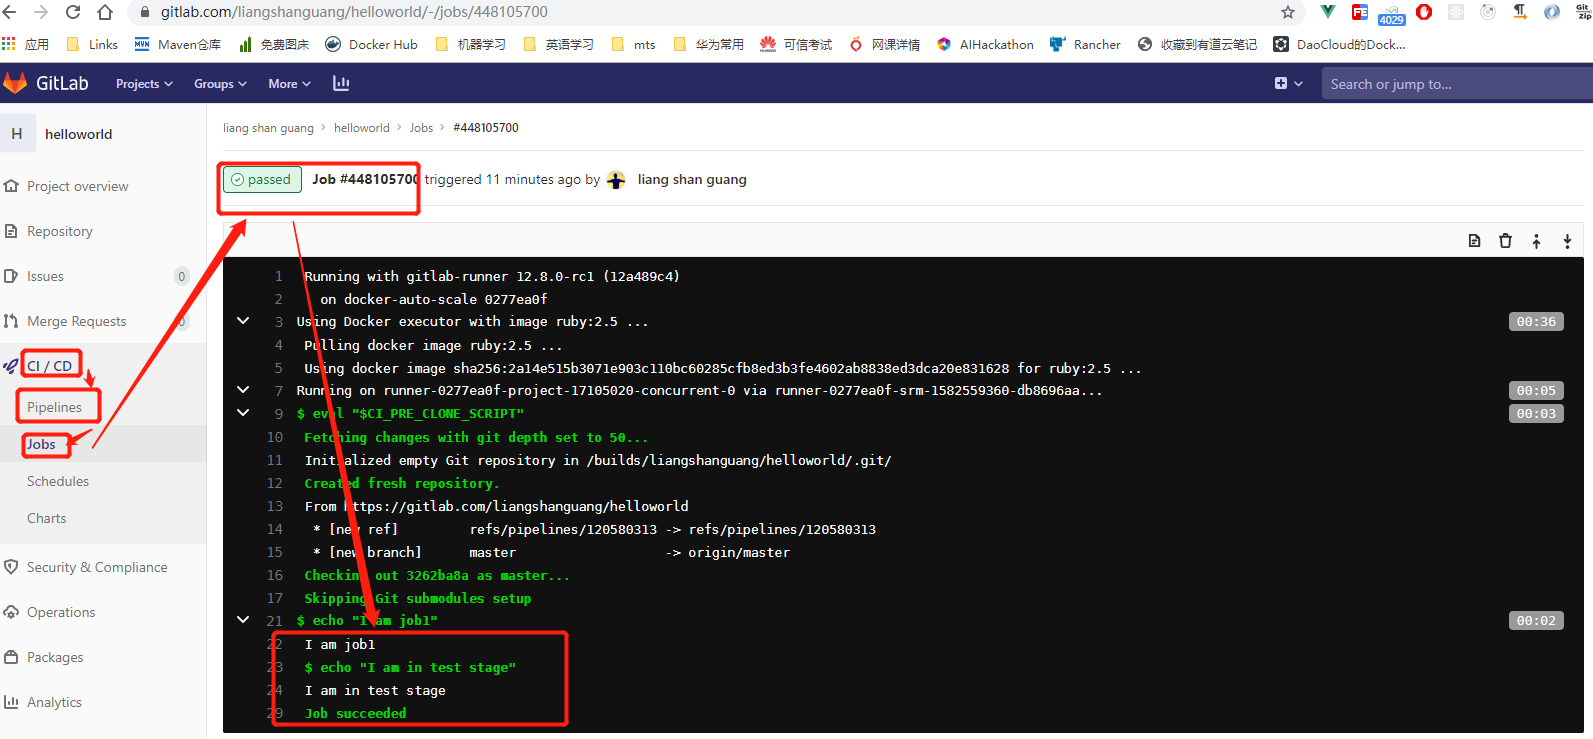 gitlab.com/liangshanguang/helloworld/-/jobs/448105700
4029
Git
Zip
应用 Links Maven仓库 免费图床 Docker Hub 机器学习 英语学习 mts 华为常用 可信考试 网课详情 AIHackathon Rancher 收藏到有道云笔记 DaoCloud的Dock...
GitLab Projects Groups More Search or jump to...
H helloworld
liang shan guang > helloworld > Jobs > #448105700
passed Job #448105700 triggered 11 minutes ago by liang shan guang
Project overview
Repository
Issues 0
Merge Requests 0
CI / CD
Pipelines
Jobs
Schedules
Charts
Security & Compliance
Operations
Packages
Analytics
1 Running with gitlab-runner 12.8.0-rc1 (12a489c4)
2 on docker-auto-scale 0277ea0f
3 Using Docker executor with image ruby:2.5 ... 00:36
4 Pulling docker image ruby:2.5 ...
5 Using docker image sha256:2a14e515b3071e903c110bc60285cfb8ed3b3fe4602ab8838ed3dca20e831628 for ruby:2.5 ...
7 Running on runner-0277ea0f-project-17105020-concurrent-0 via runner-0277ea0f-srm-1582559360-db8696aa... 00:05
9 $ eval "$CI_PRE_CLONE_SCRIPT" 00:03
10 Fetching changes with git depth set to 50...
11 Initialized empty Git repository in /builds/liangshanguang/helloworld/.git/
12 Created fresh repository.
13 From https://gitlab.com/liangshanguang/helloworld
14 * [new ref] refs/pipelines/120580313 -> refs/pipelines/120580313
15 * [new branch] master -> origin/master
16 Checking out 3262ba8a as master...
17 Skipping Git submodules setup
21 $ echo "I am job1" 00:02
22 I am job1
23 $ echo "I am in test stage"
24 I am in test stage
29 Job succeeded